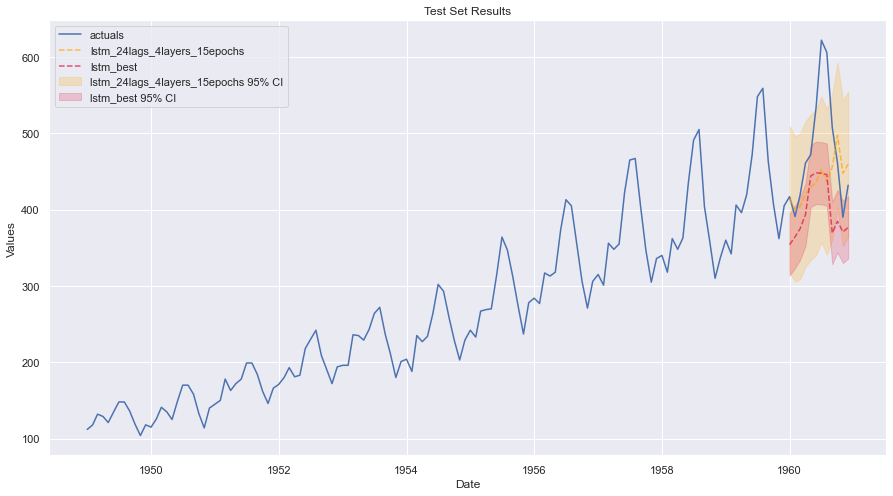 Test Set Results
actuals
lstm_24lags_4layers_15epochs
lstm_best
lstm_24lags_4layers_15epochs 95% CI
lstm_best 95% CI
600
500
400
300
200
100
Values
1950 1952 1954 1956 1958 1960
Date